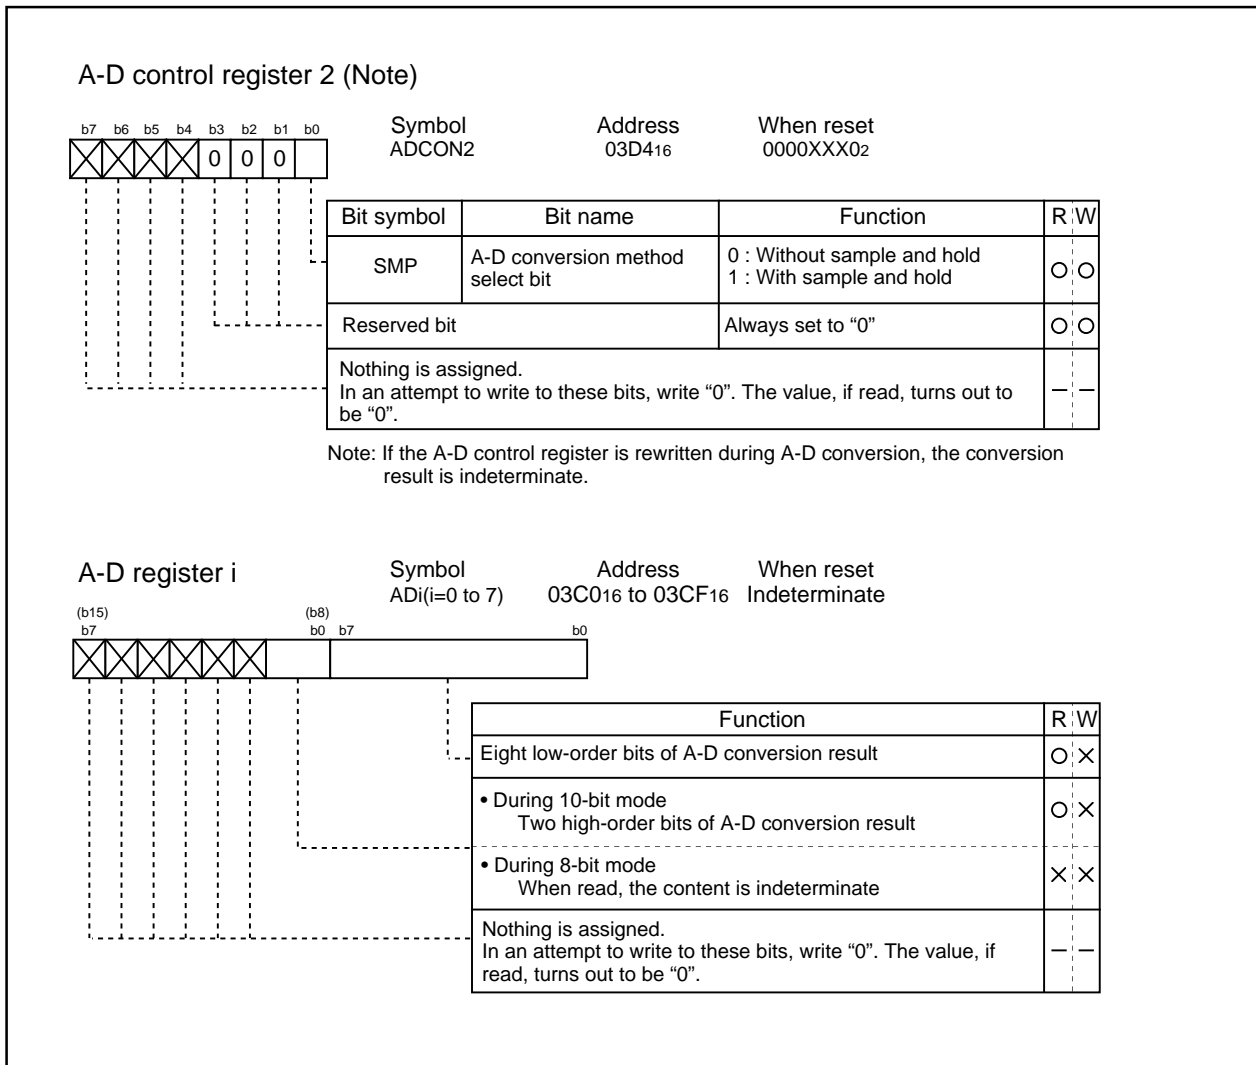 A-D control register 2 (Note)
b7 b6 b5 b4 b3 b2 b1 b0
0 0 0
Symbol Address When reset
ADCON2 03D416 0000XXX02
Bit symbol Bit name Function R W
SMP
A-D conversion method
select bit
0 : Without sample and hold
1 : With sample and hold
Reserved bit Always set to “0”
Nothing is assigned.
In an attempt to write to these bits, write “0”. The value, if read, turns out to
be “0”.
Note: If the A-D control register is rewritten during A-D conversion, the conversion
result is indeterminate.
A-D register i
Symbol Address When reset
ADi(i=0 to 7) 03C016 to 03CF16 Indeterminate
(b15) (b8)
b7 b0 b7 b0
Function R W
Eight low-order bits of A-D conversion result
• During 10-bit mode
Two high-order bits of A-D conversion result
• During 8-bit mode
When read, the content is indeterminate
Nothing is assigned.
In an attempt to write to these bits, write “0”. The value, if
read, turns out to be “0”.